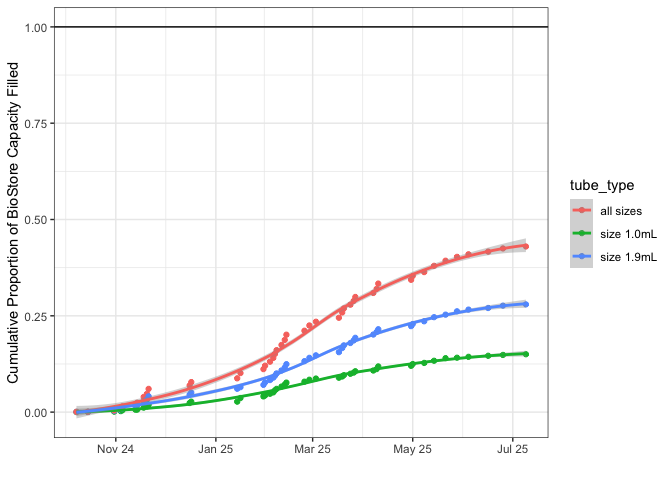 Cumulative Proportion of BioStore Capacity Filled
1.00
0.75
0.50
0.25
0.00
Nov 24
Jan 25
Mar 25
May 25
Jul 25
tube_type
all sizes
size 1.0mL
size 1.9mL